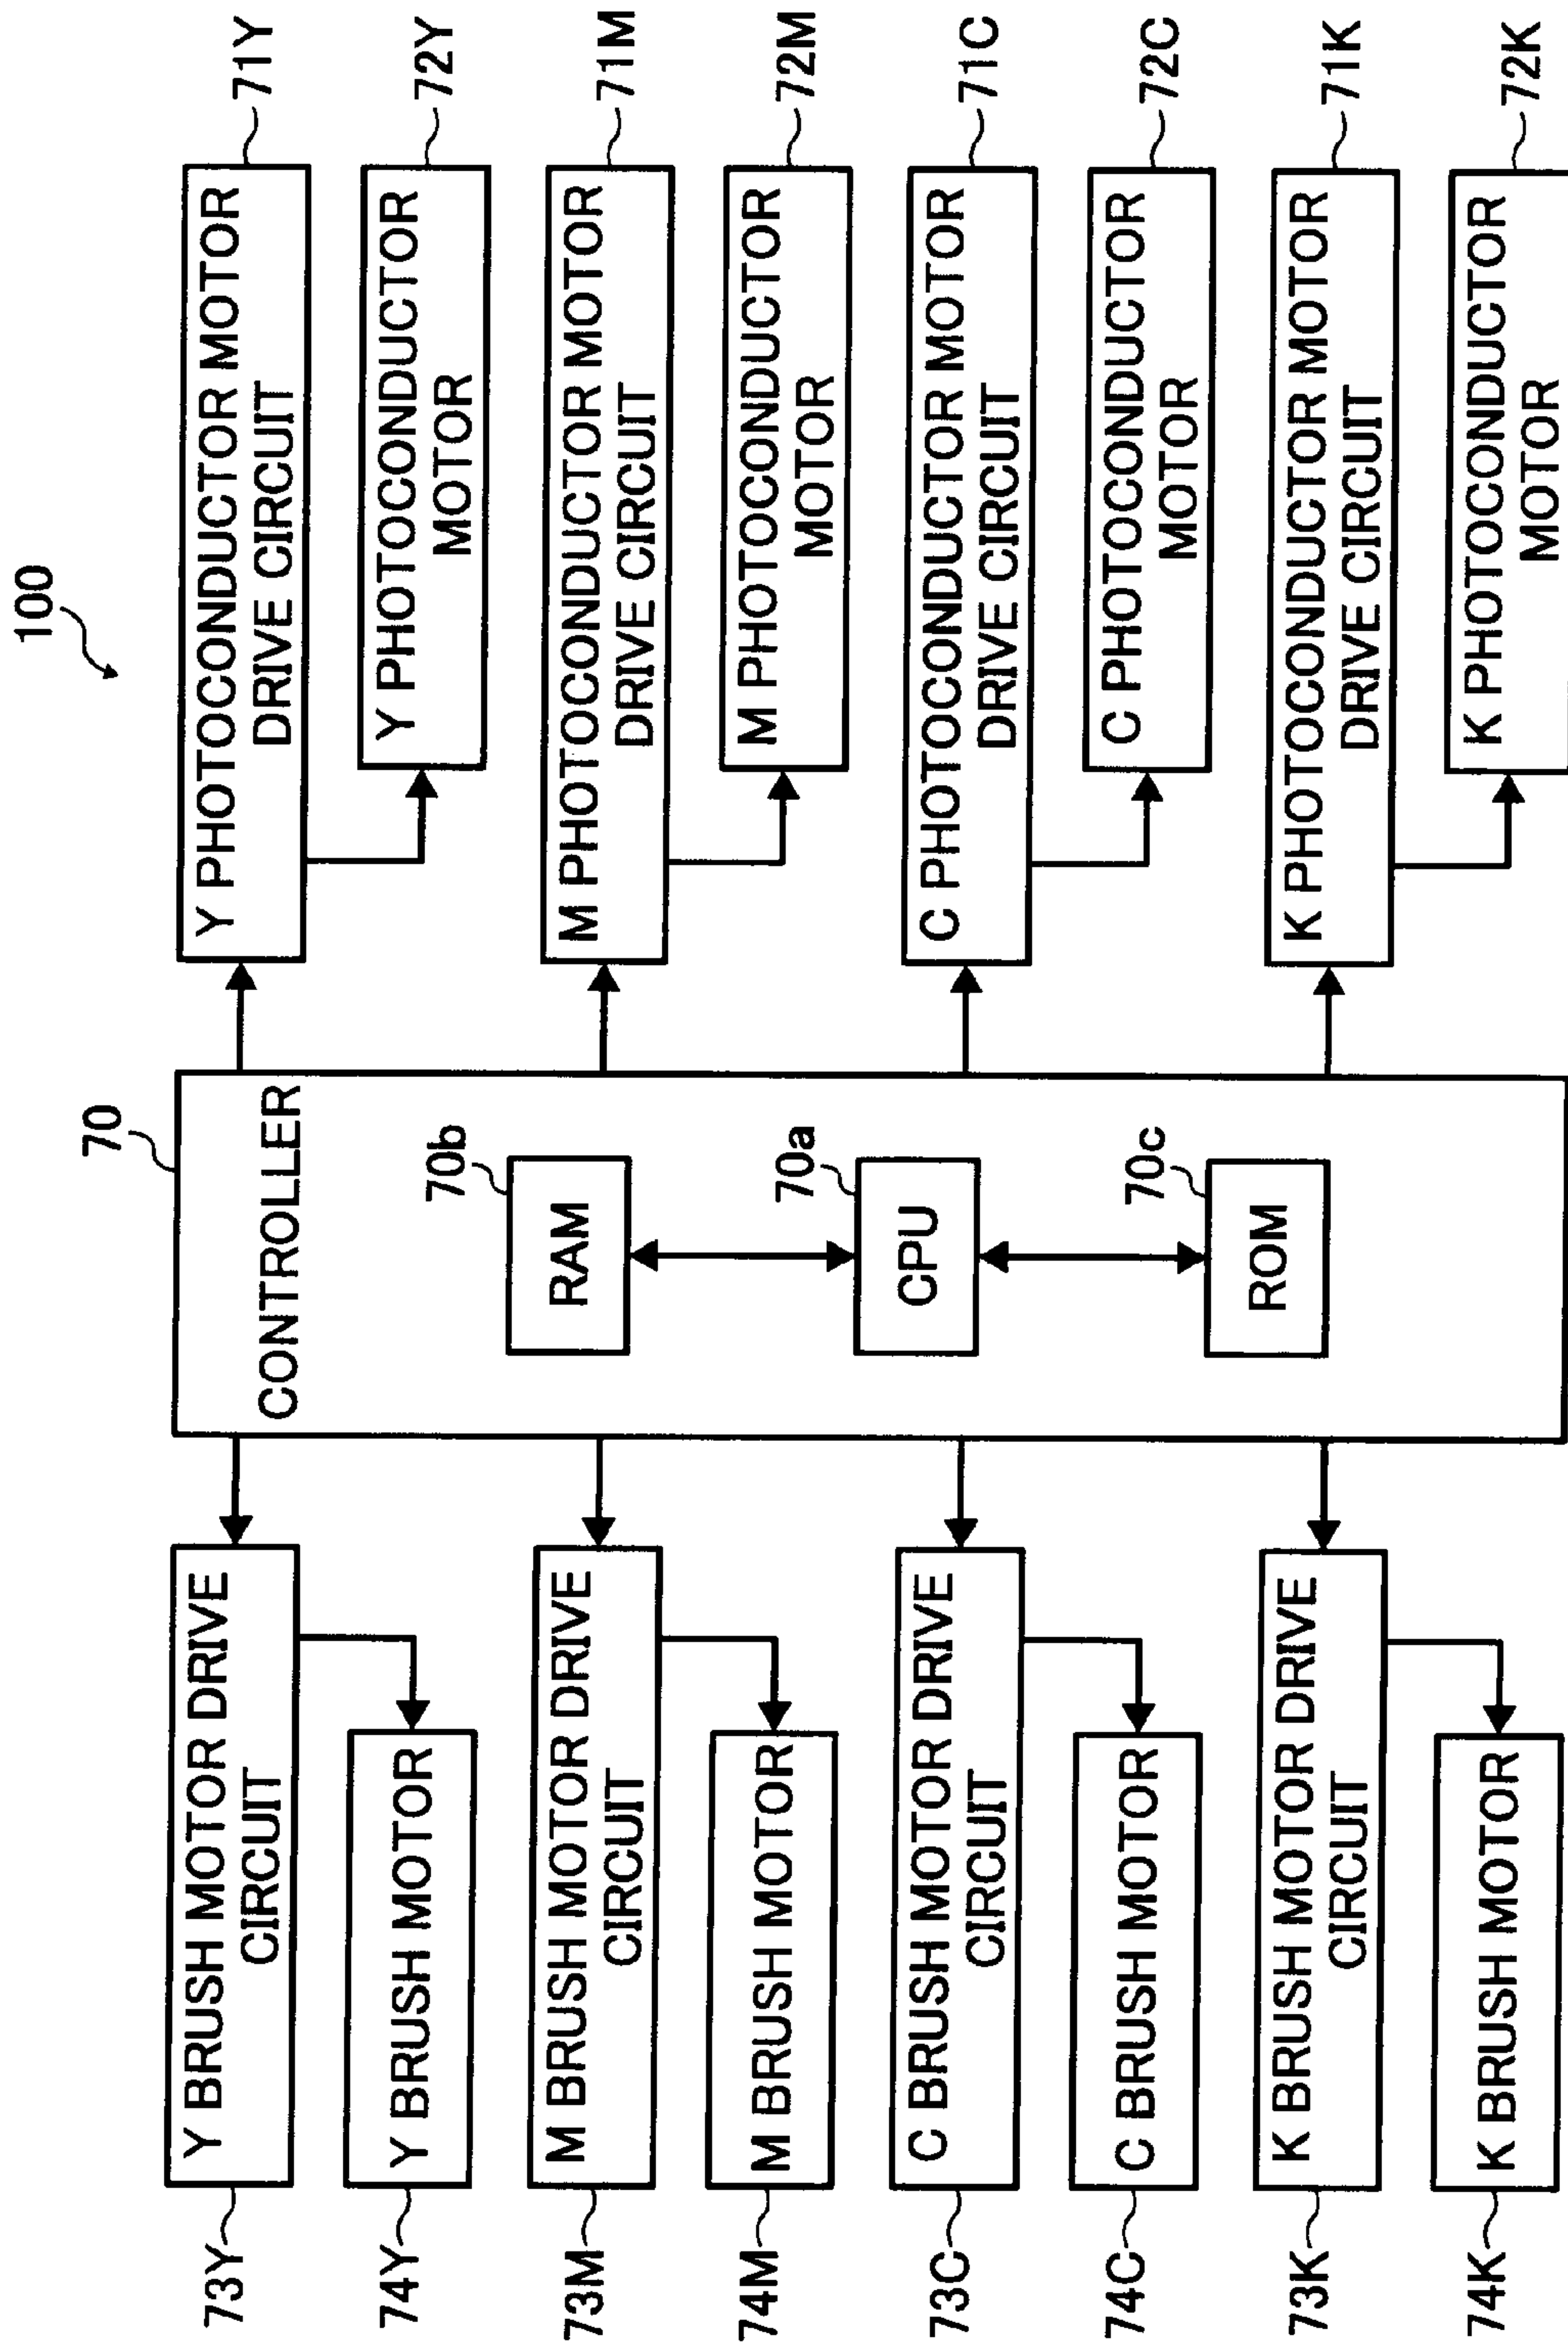 100
70
CONTROLLER
70b
RAM
70a
CPU
70c
ROM
73Y
Y BRUSH MOTOR DRIVE
CIRCUIT
74Y
Y BRUSH MOTOR
73M
M BRUSH MOTOR DRIVE
CIRCUIT
74M
M BRUSH MOTOR
73C
C BRUSH MOTOR DRIVE
CIRCUIT
74C
C BRUSH MOTOR
73K
K BRUSH MOTOR DRIVE
CIRCUIT
74K
K BRUSH MOTOR
Y PHOTOCONDUCTOR MOTOR
DRIVE CIRCUIT
71Y
Y PHOTOCONDUCTOR
MOTOR
72Y
M PHOTOCONDUCTOR MOTOR
DRIVE CIRCUIT
71M
M PHOTOCONDUCTOR
MOTOR
72M
C PHOTOCONDUCTOR MOTOR
DRIVE CIRCUIT
71C
C PHOTOCONDUCTOR
MOTOR
72C
K PHOTOCONDUCTOR MOTOR
DRIVE CIRCUIT
71K
K PHOTOCONDUCTOR
MOTOR
72K